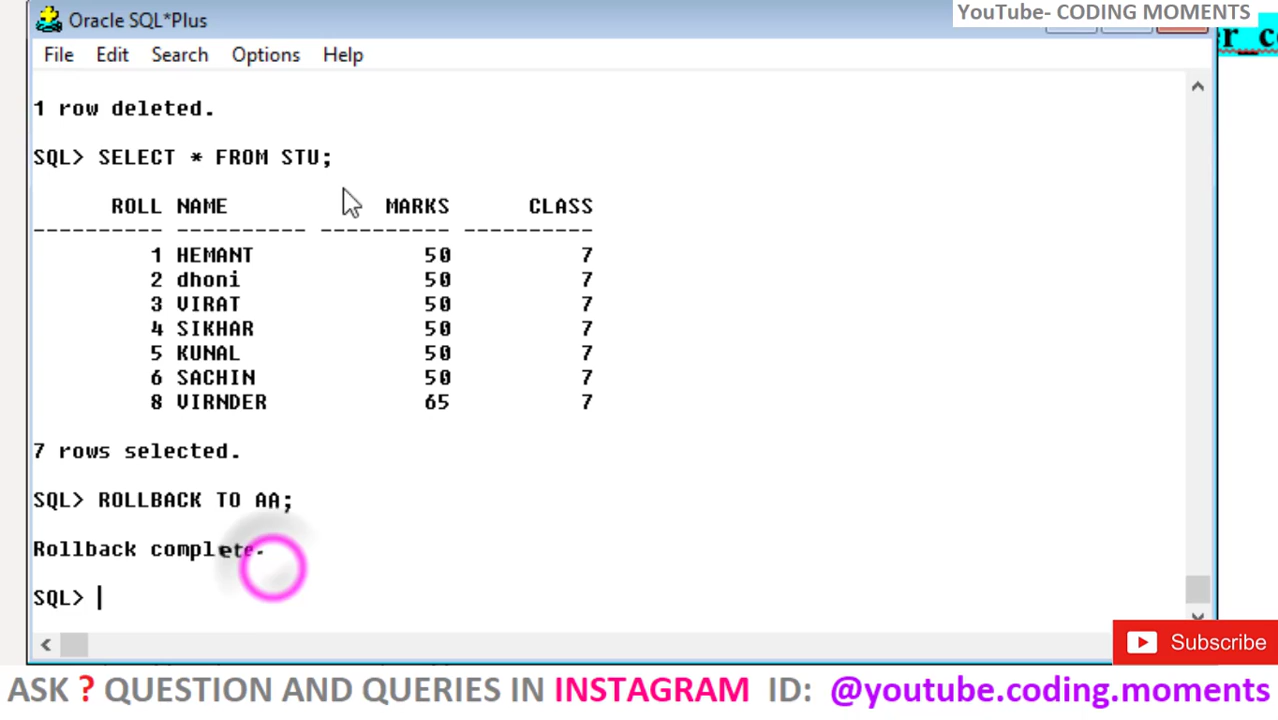 YouTube- CODING MOMENTS
Oracle SQL*Plus
File Edit Search Options Help
1 row deleted.
SQL> SELECT * FROM STU;
ROLL NAME MARKS CLASS
---------- ---------- ---------- ----------
1 HEMANT 50 7
2 dhoni 50 7
3 VIRAT 50 7
4 SIKHAR 50 7
5 KUNAL 50 7
6 SACHIN 50 7
8 VIRNDER 65 7
7 rows selected.
SQL> ROLLBACK TO AA;
Rollback complete.
SQL>
Subscribe
ASK ? QUESTION AND QUERIES IN INSTAGRAM ID: @youtube.coding.moments